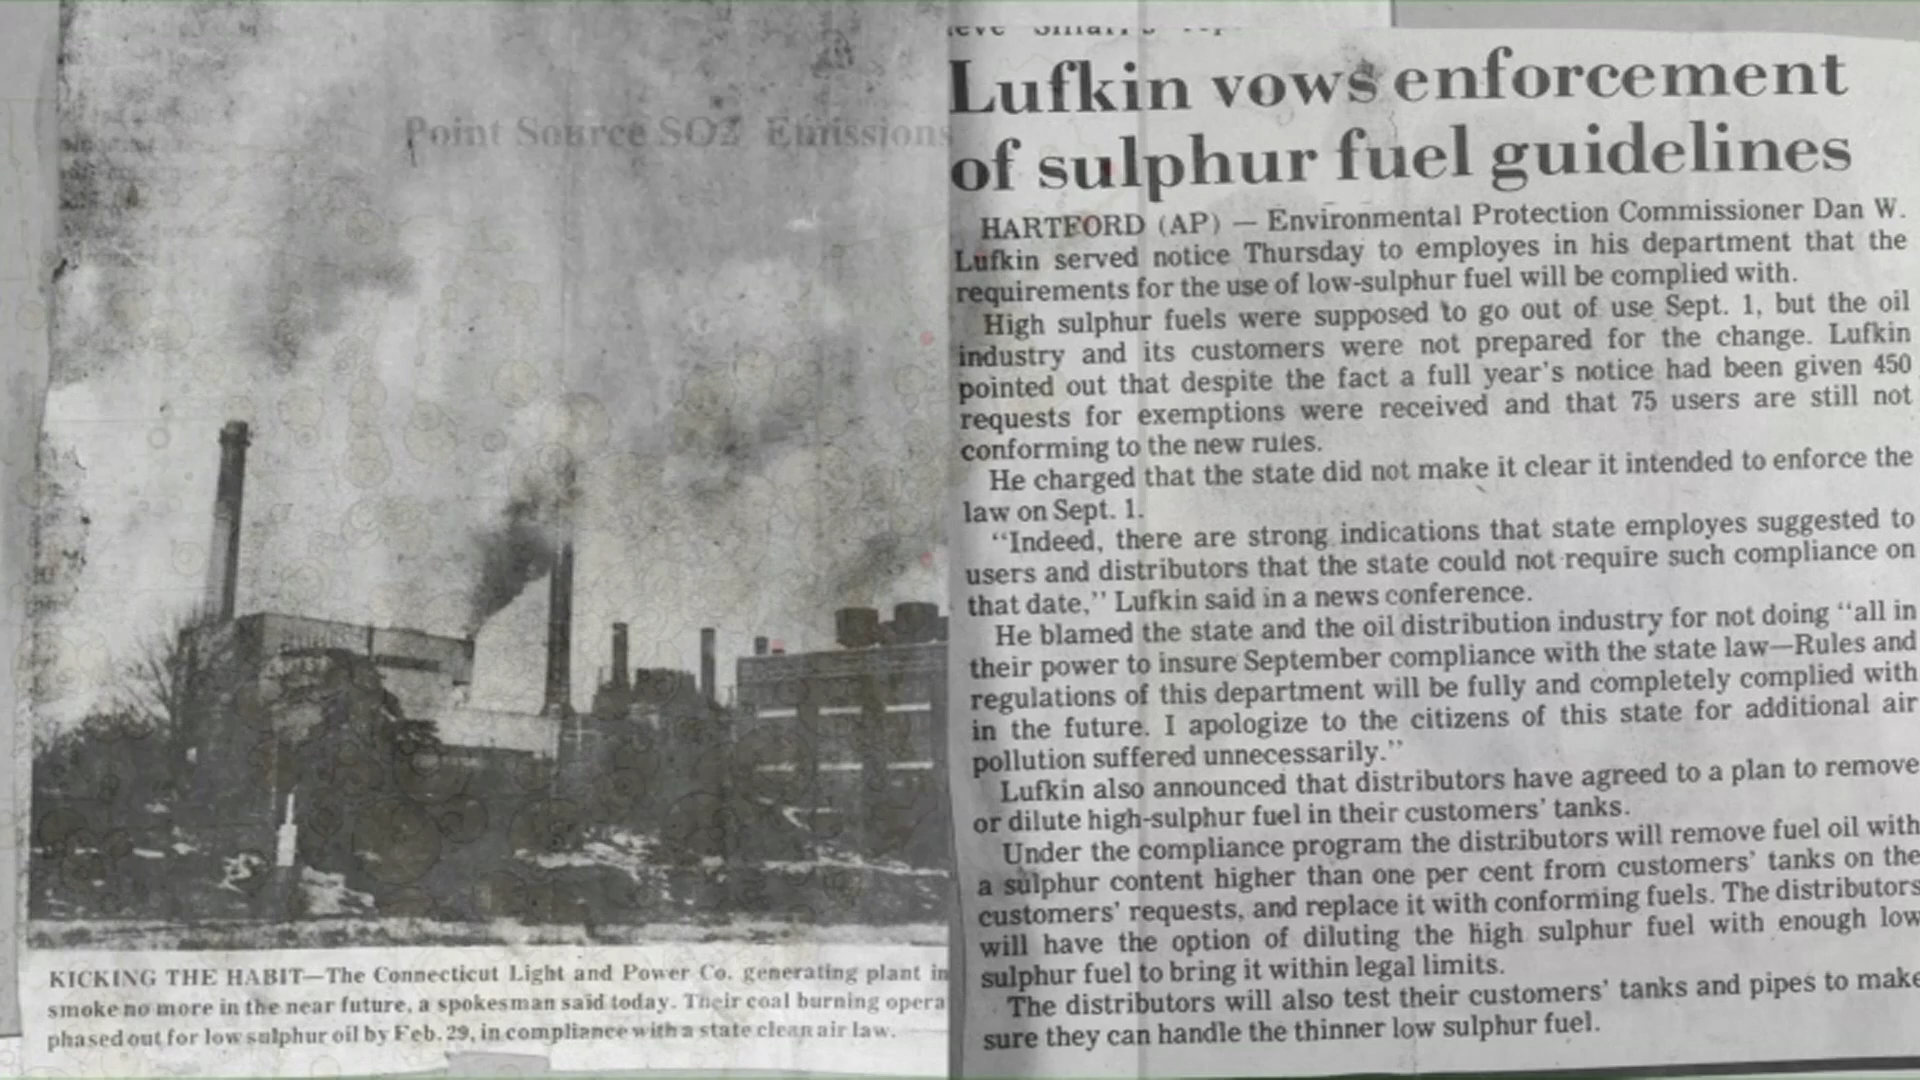 Point Source SO2 Emissions
KICKING THE HABIT—The Connecticut Light and Power Co. generating plant in
smoke no more in the near future, a spokesman said today. Their coal burning opera
phased out for low sulphur oil by Feb. 29, in compliance with a state clean air law.
Lufkin vows enforcement
of sulphur fuel guidelines
HARTFORD (AP) — Environmental Protection Commissioner Dan W.
Lufkin served notice Thursday to employes in his department that the
requirements for the use of low-sulphur fuel will be complied with.
High sulphur fuels were supposed to go out of use Sept. 1, but the oil
industry and its customers were not prepared for the change. Lufkin
pointed out that despite the fact a full year's notice had been given 450
requests for exemptions were received and that 75 users are still not
conforming to the new rules.
He charged that the state did not make it clear it intended to enforce the
law on Sept. 1.
"Indeed, there are strong indications that state employes suggested to
users and distributors that the state could not require such compliance on
that date," Lufkin said in a news conference.
He blamed the state and the oil distribution industry for not doing "all in
their power to insure September compliance with the state law—Rules and
regulations of this department will be fully and completely complied with
in the future. I apologize to the citizens of this state for additional air
pollution suffered unnecessarily."
Lufkin also announced that distributors have agreed to a plan to remove
or dilute high-sulphur fuel in their customers' tanks.
Under the compliance program the distributors will remove fuel oil with
a sulphur content higher than one per cent from customers' tanks on the
customers' requests, and replace it with conforming fuels. The distributors
will have the option of diluting the high sulphur fuel with enough low
sulphur fuel to bring it within legal limits.
The distributors will also test their customers' tanks and pipes to make
sure they can handle the thinner low sulphur fuel.